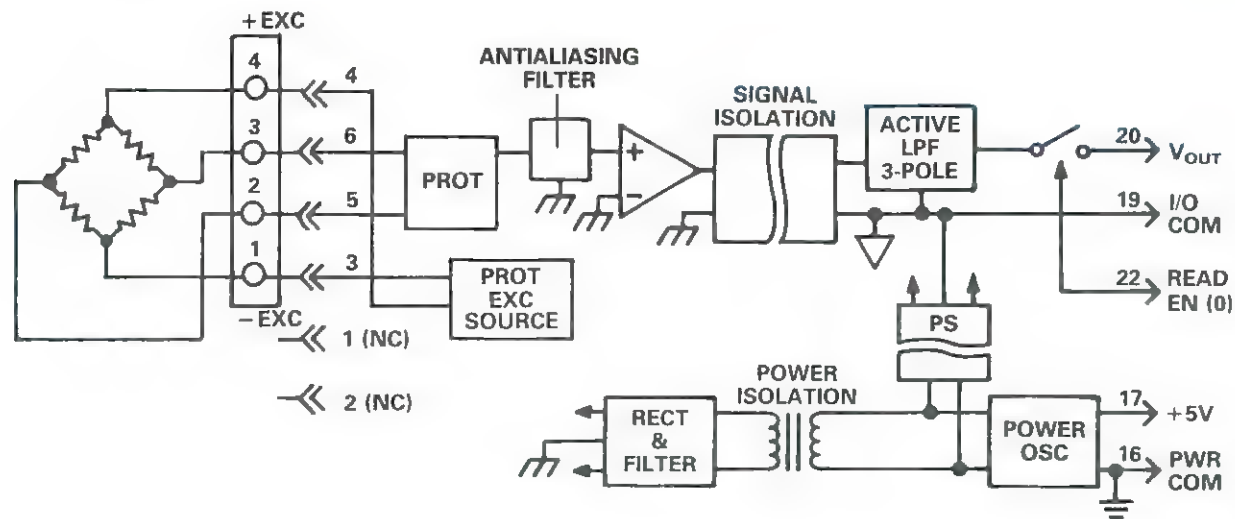 +EXC
4
3
2
1
−EXC
4
6
5
3
1 (NC)
2 (NC)
PROT
PROT
EXC
SOURCE
ANTIALIASING
FILTER
+
−
SIGNAL
ISOLATION
ACTIVE
LPF
3-POLE
20
VOUT
19
I/O
COM
22
READ
EN (0)
PS
POWER
ISOLATION
RECT
&
FILTER
POWER
OSC
17
+5V
16
PWR
COM